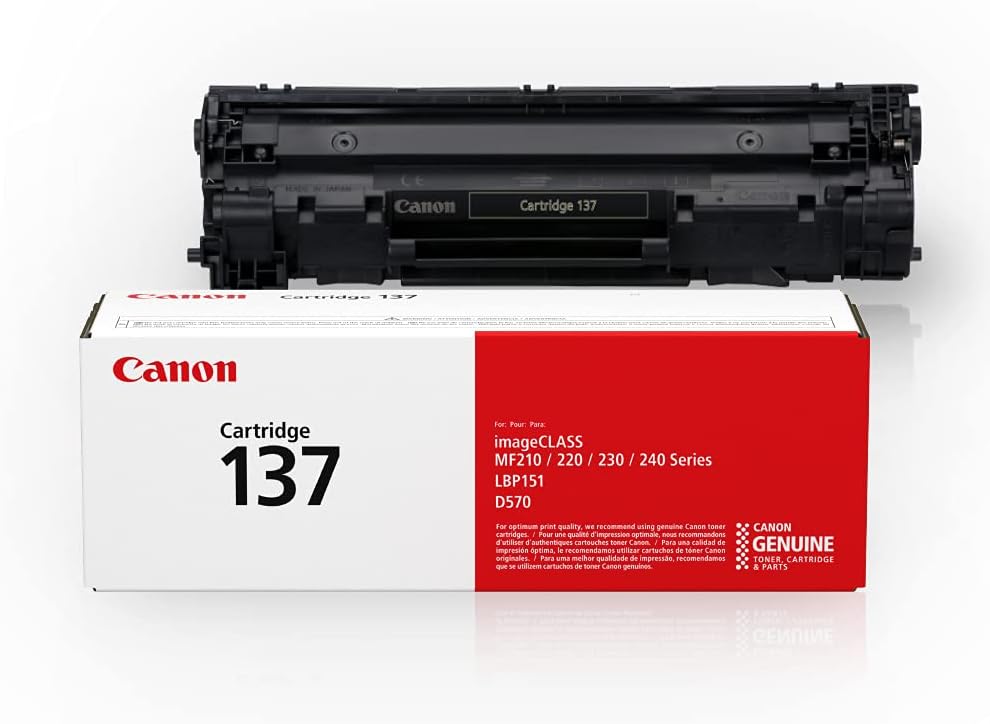 MADE IN JAPAN
Canon
Canon Cartridge 137
Canon Cartridge 137
Canon
Cartridge
137
For: Pour: Para:
imageCLASS
MF210 / 220 / 230 / 240 Series
LBP151
D570
For optimum print quality, we recommend using genuine Canon toner
cartridges. / Pour une qualité d'impression optimale, nous recommandons
d'utiliser d'authentiques cartouches toner Canon. / Para una calidad de
impresión óptima, le recomendamos utilizar cartuchos de tóner Canon
originales. / Para uma melhor qualidade de impressão, recomendamos
que se utilizem cartuchos de toner Canon genuínos.
CANON
GENUINE
TONER, CARTRIDGE
& PARTS